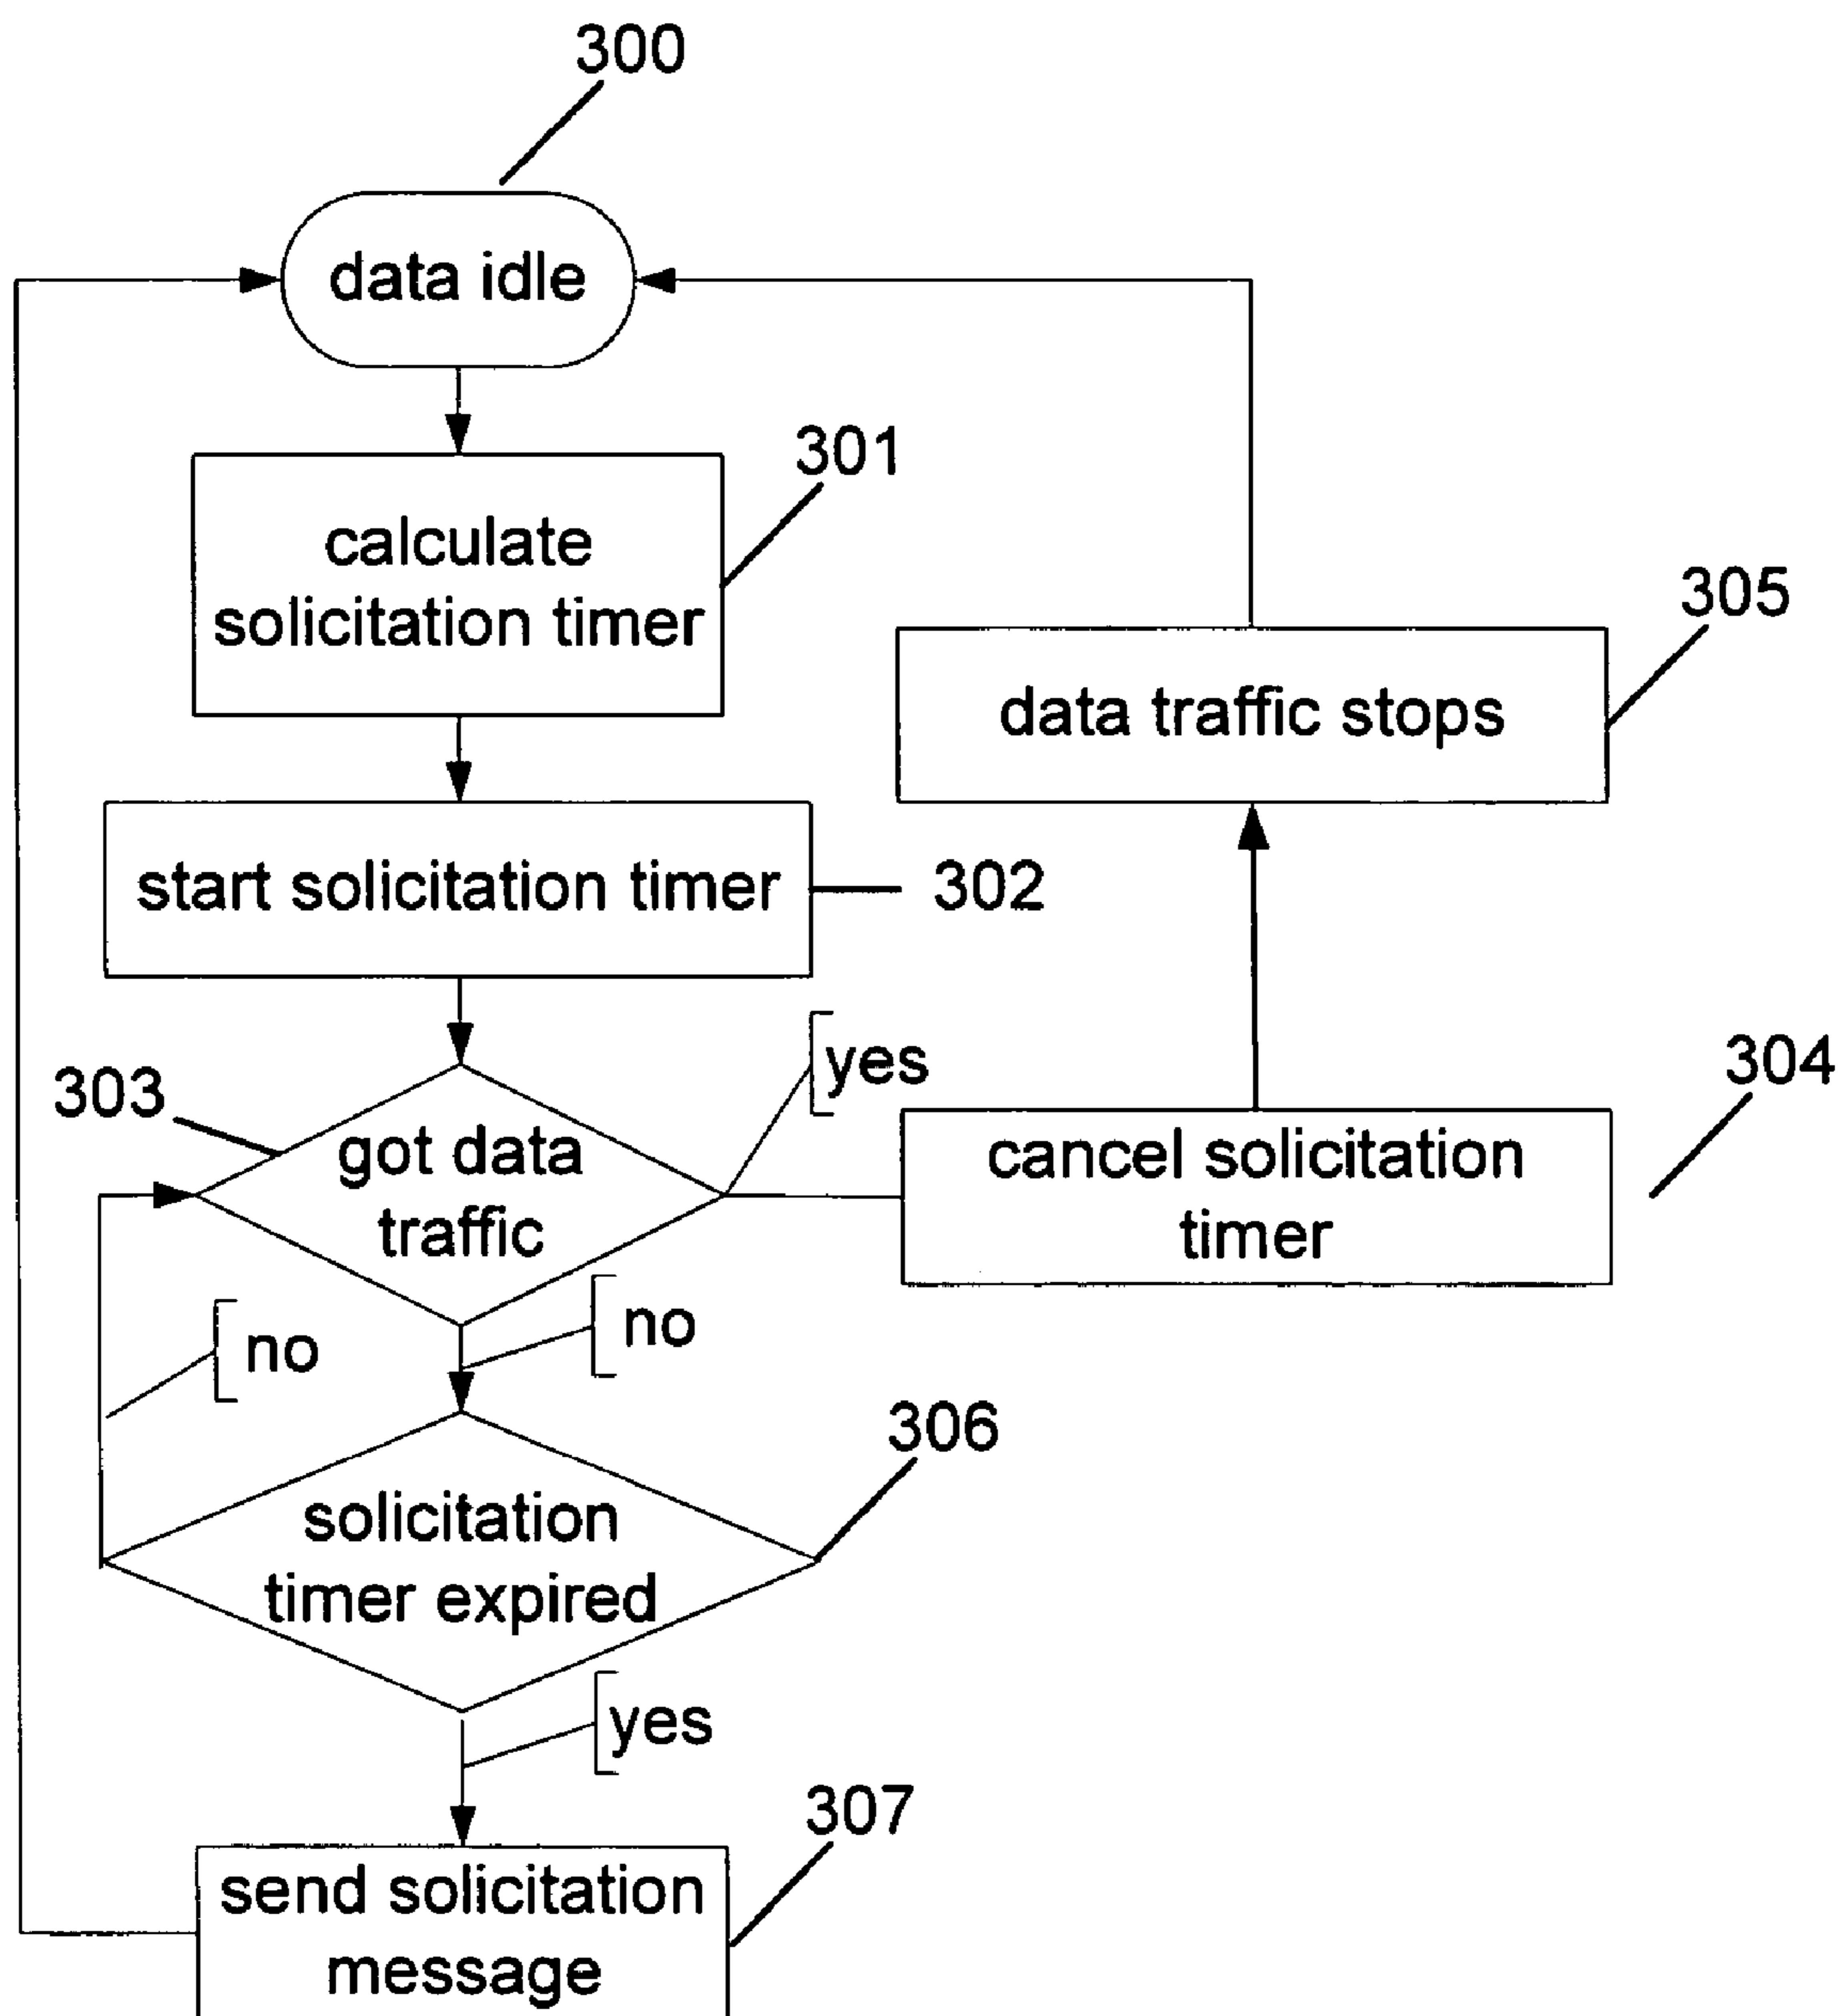 300
data idle
301
calculate
solicitation timer
305
data traffic stops
start solicitation timer
302
yes
303
304
got data
traffic
cancel solicitation
timer
no
no
306
solicitation
timer expired
yes
307
send solicitation
message